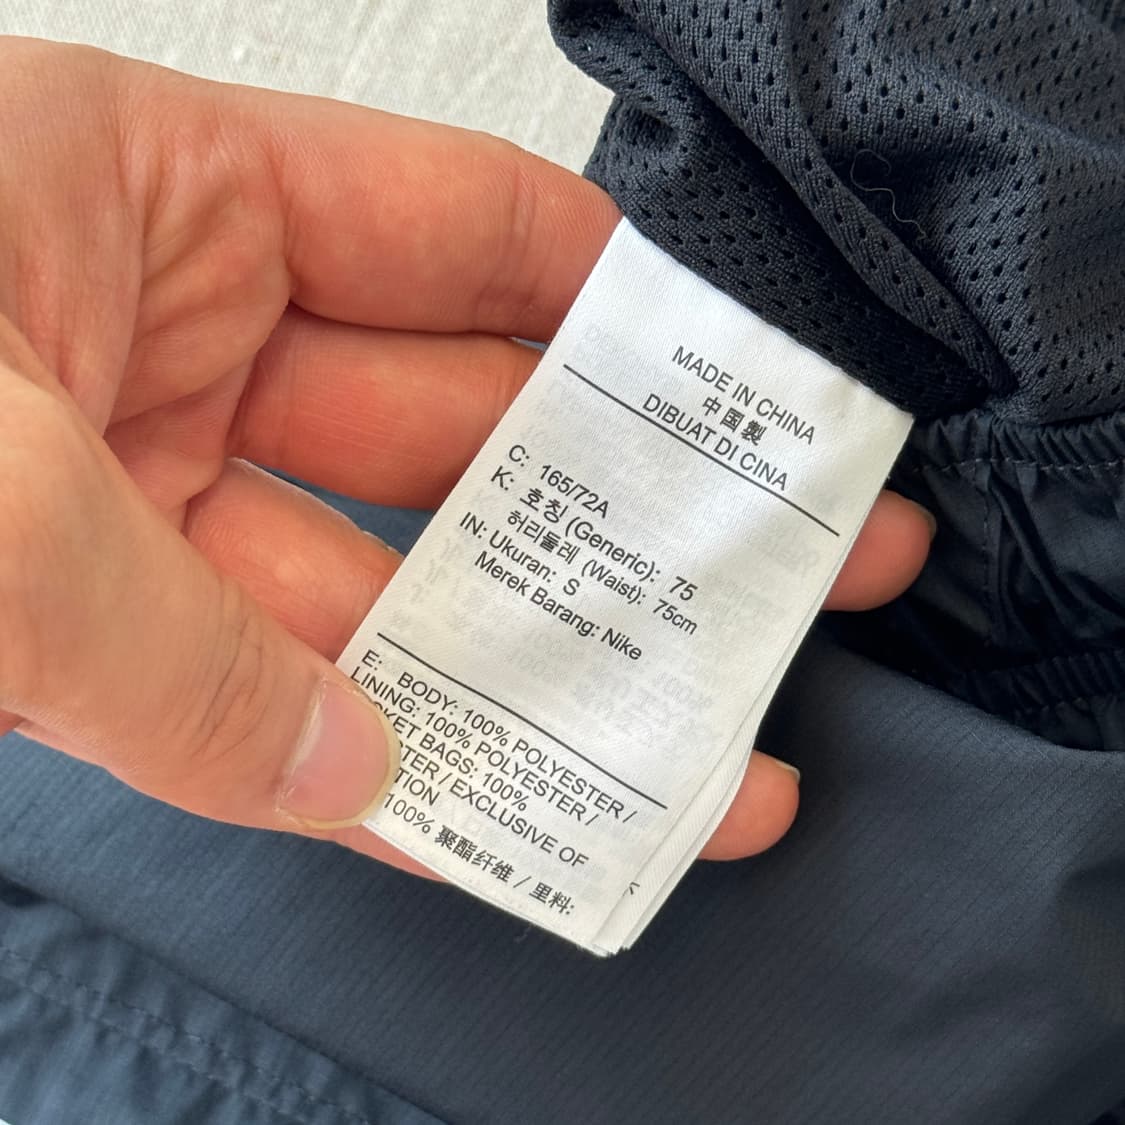 MADE IN CHINA
中国製
DIBUAT DI CINA
C: 165/72A
K: 호칭 (Generic): 75
허리둘레 (Waist): 75cm
IN: Ukuran: S
Merek Barang: Nike
E: BODY: 100% POLYESTER /
LINING: 100% POLYESTER /
CKET BAGS: 100%
STER / EXCLUSIVE OF
TION
100% 聚酯纤维 / 里料: